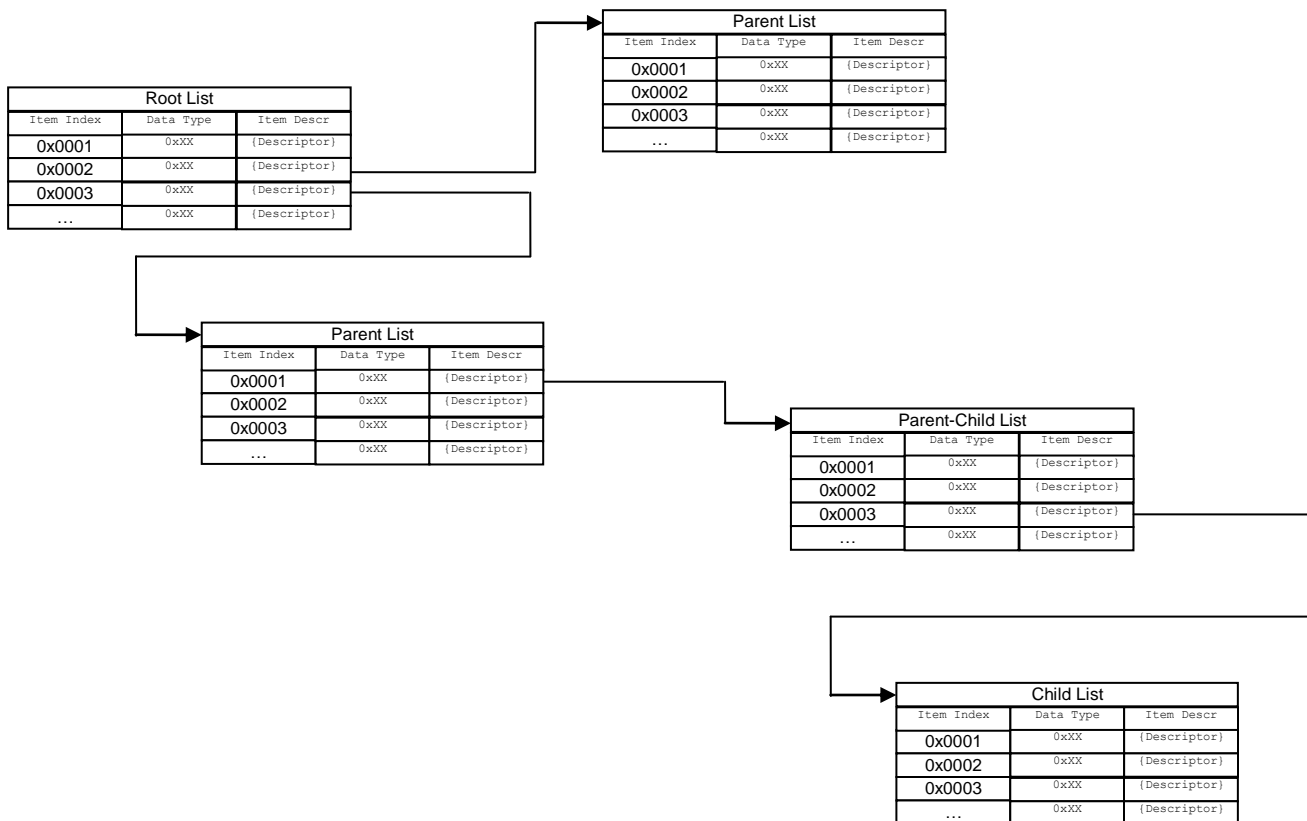 Parent List
Item Index Data Type Item Descr
0x0001 0xXX {Descriptor}
0x0002 0xXX {Descriptor}
0x0003 0xXX {Descriptor}
... 0xXX {Descriptor}
Root List
Item Index Data Type Item Descr
0x0001 0xXX {Descriptor}
0x0002 0xXX {Descriptor}
0x0003 0xXX {Descriptor}
... 0xXX {Descriptor}
Parent List
Item Index Data Type Item Descr
0x0001 0xXX {Descriptor}
0x0002 0xXX {Descriptor}
0x0003 0xXX {Descriptor}
... 0xXX {Descriptor}
Parent-Child List
Item Index Data Type Item Descr
0x0001 0xXX {Descriptor}
0x0002 0xXX {Descriptor}
0x0003 0xXX {Descriptor}
... 0xXX {Descriptor}
Child List
Item Index Data Type Item Descr
0x0001 0xXX {Descriptor}
0x0002 0xXX {Descriptor}
0x0003 0xXX {Descriptor}
... 0xXX {Descriptor}